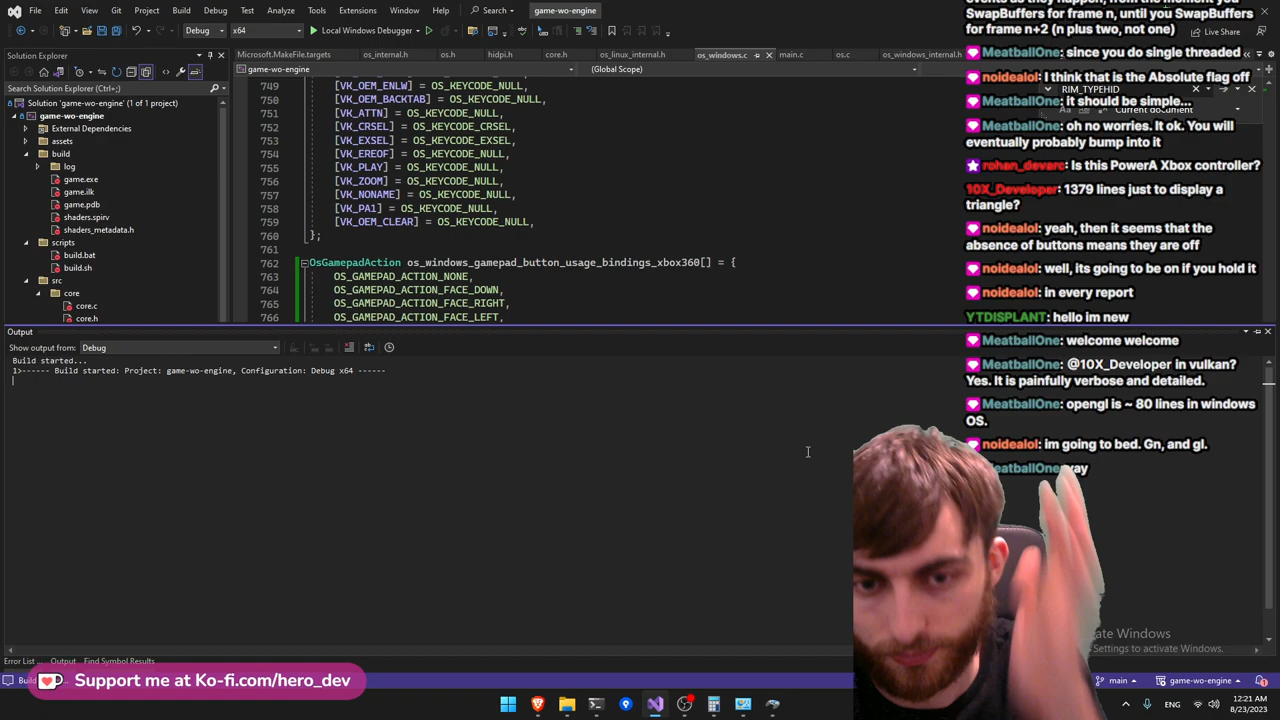 File Edit View Git Project Build Debug Test Analyze Tools Extensions Window Help Search game-wo-engine
Debug x64 Local Windows Debugger Live Share
Solution Explorer
Search Solution Explorer (Ctrl+;)
Solution 'game-wo-engine' (1 of 1 project)
game-wo-engine
External Dependencies
assets
build
log
game.exe
game.ilk
game.pdb
shaders.spirv
shaders_metadata.h
scripts
build.bat
build.sh
src
core
core.c
core.h
Microsoft.MakeFile.targets os_internal.h os.h hidpi.h os_linux_internal.h os_windows.c main.c os.c os_windows_internal.h
game-wo-engine (Global Scope)
RIM_TYPEHID
Current document
749 [VK_OEM_ENLW] = OS_KEYCODE_NULL,
750 [VK_OEM_BACKTAB] = OS_KEYCODE_NULL,
751 [VK_ATTN] = OS_KEYCODE_NULL,
752 [VK_CRSEL] = OS_KEYCODE_CRSEL,
753 [VK_EXSEL] = OS_KEYCODE_EXSEL,
754 [VK_EREOF] = OS_KEYCODE_NULL,
755 [VK_PLAY] = OS_KEYCODE_NULL,
756 [VK_ZOOM] = OS_KEYCODE_NULL,
757 [VK_NONAME] = OS_KEYCODE_NULL,
758 [VK_PA1] = OS_KEYCODE_NULL,
759 [VK_OEM_CLEAR] = OS_KEYCODE_NULL,
760 };
761
762 OsGamepadAction os_windows_gamepad_button_usage_bindings_xbox360[] = {
763 OS_GAMEPAD_ACTION_NONE,
764 OS_GAMEPAD_ACTION_FACE_DOWN,
765 OS_GAMEPAD_ACTION_FACE_RIGHT,
766 OS_GAMEPAD_ACTION_FACE_LEFT,
Output
Show output from: Debug
Build started...
1>------ Build started: Project: game-wo-engine, Configuration: Debug x64 ------
SwapBuffers for frame n, until you SwapBuffers
for frame n+2 (n plus two, not one)
MeatballOne: since you do single threaded
noidealol: I think that is the Absolute flag off
MeatballOne: it should be simple...
MeatballOne: oh no worries. It ok. You will
eventually probably bump into it
rohan_devarc: Is this PowerA Xbox controller?
10X_Developer: 1379 lines just to display a
triangle?
noidealol: yeah, then it seems that the
absence of buttons means they are off
noidealol: well, its going to be on if you hold it
noidealol: in every report
YTDISPLANT: hello im new
MeatballOne: welcome welcome
MeatballOne: @10X_Developer in vulkan?
Yes. It is painfully verbose and detailed.
MeatballOne: opengl is ~ 80 lines in windows
OS.
noidealol: im going to bed. Gn, and gl.
Error List ... Output Find Symbol Results
Support me at Ko-fi.com/hero_dev
Settings to activate Windows.
main game-wo-engine
ENG 12:21 AM
8/23/2023